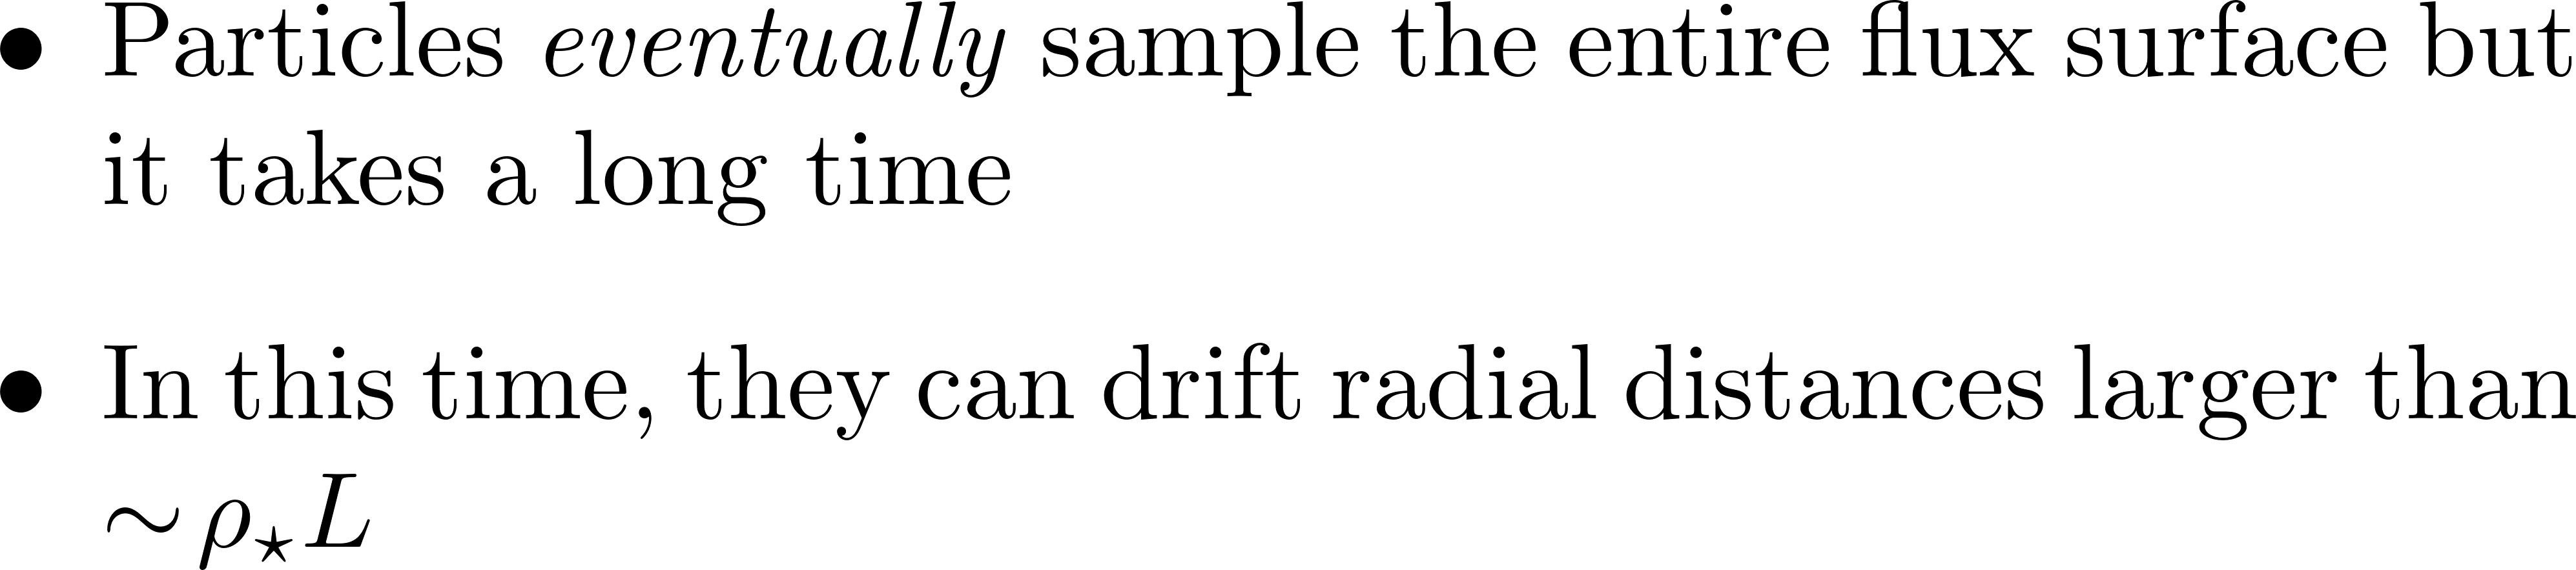 • Particles eventually sample the entire flux surface but
it takes a long time
• In this time, they can drift radial distances larger than
∼ρ⋆L